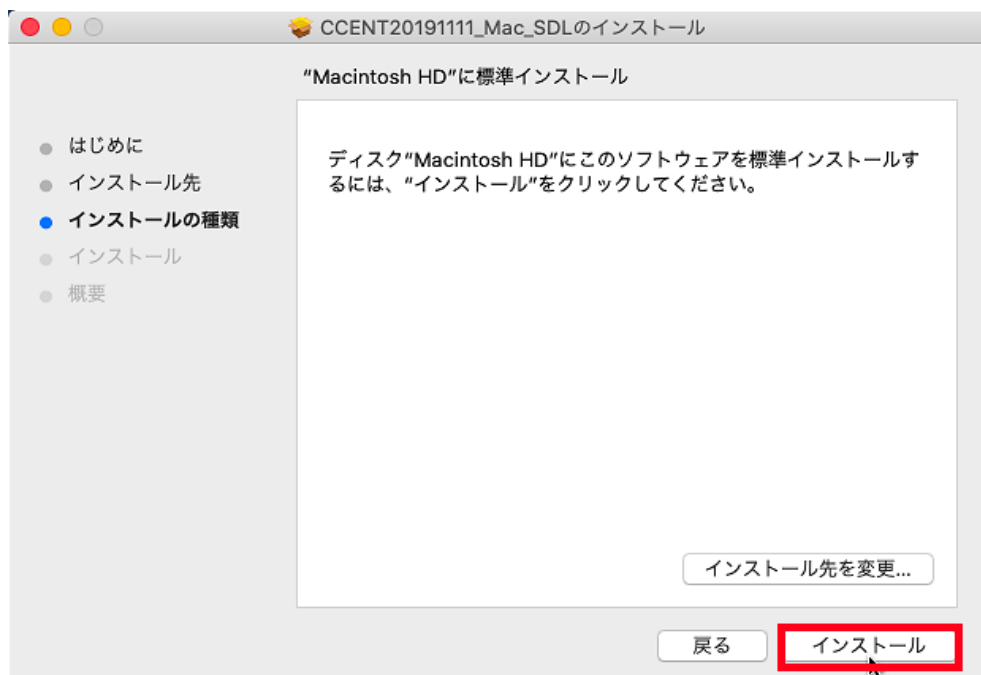 CCENT20191111_Mac_SDLのインストール
“Macintosh HD”に標準インストール
はじめに
インストール先
インストールの種類
インストール
概要
ディスク“Macintosh HD”にこのソフトウェアを標準インストールす
るには、“インストール”をクリックしてください。
インストール先を変更...
戻る
インストール